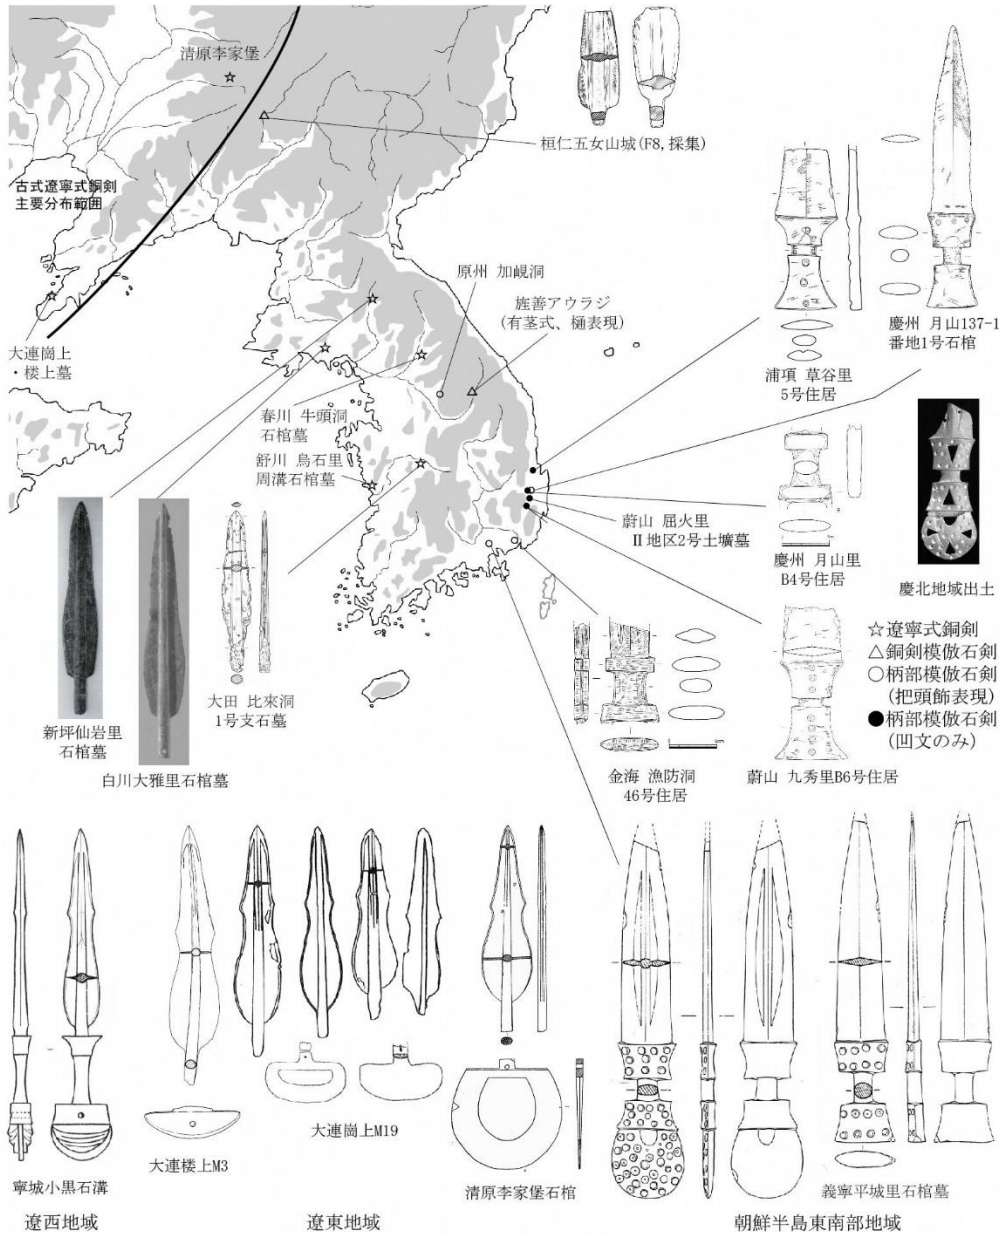 清原李家堡
桓仁五女山城(F8,採集)
古式遼寧式銅剣
主要分布範囲
原州 加峴洞
旌善アウラジ
(有茎式、樋表現)
大連崗上
・楼上墓
慶州 月山137-1
番地1号石棺
浦項 草谷里
5号住居
春川 牛頭洞
石棺墓
舒川 烏石里
周溝石棺墓
蔚山 屈火里
Ⅱ地区2号土壙墓
慶州 月山里
B4号住居
慶北地域出土
☆遼寧式銅剣
△銅剣模倣石剣
○柄部模倣石剣
(把頭飾表現)
●柄部模倣石剣
(凹文のみ)
新坪仙岩里
石棺墓
大田 比來洞
1号支石墓
白川大雅里石棺墓
金海 漁防洞
46号住居
蔚山 九秀里B6号住居
寧城小黒石溝
大連楼上M3
大連崗上M19
清原李家堡石棺
義寧平城里石棺墓
遼西地域
遼東地域
朝鮮半島東南部地域